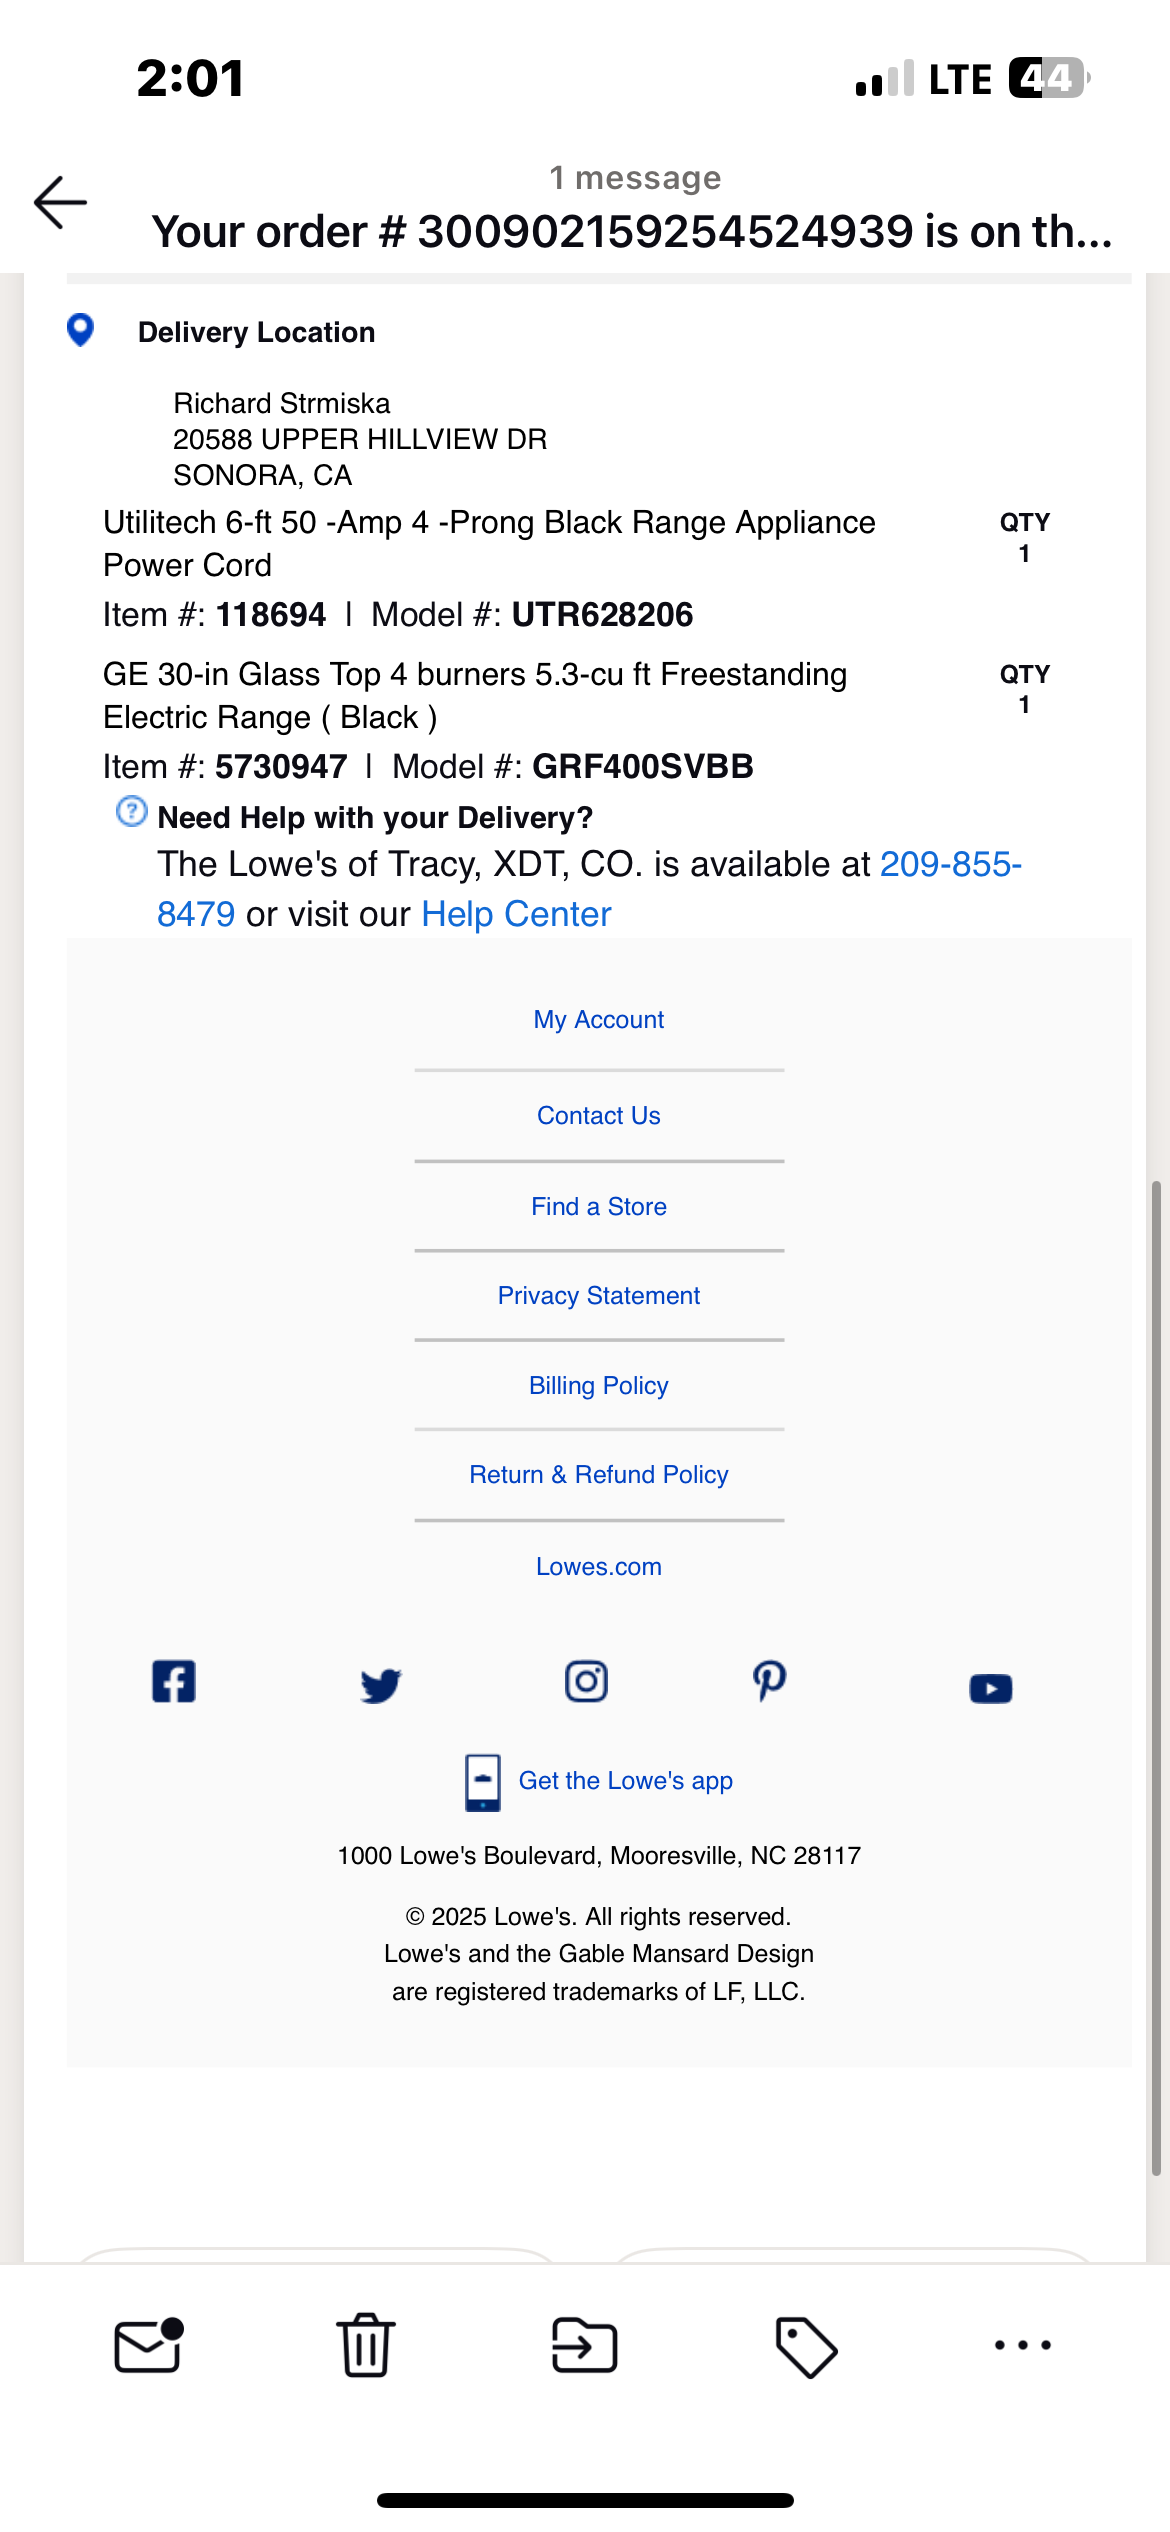 2:01
LTE 44
1 message
Your order # 300902159254524939 is on th...
Delivery Location
Richard Strmiska
20588 UPPER HILLVIEW DR
SONORA, CA
Utilitech 6-ft 50 -Amp 4 -Prong Black Range Appliance
Power Cord
QTY
1
Item #: 118694 | Model #: UTR628206
GE 30-in Glass Top 4 burners 5.3-cu ft Freestanding
Electric Range ( Black )
QTY
1
Item #: 5730947 | Model #: GRF400SVBB
Need Help with your Delivery?
The Lowe's of Tracy, XDT, CO. is available at 209-855-
8479 or visit our Help Center
My Account
Contact Us
Find a Store
Privacy Statement
Billing Policy
Return & Refund Policy
Lowes.com
Get the Lowe's app
1000 Lowe's Boulevard, Mooresville, NC 28117
© 2025 Lowe's. All rights reserved.
Lowe's and the Gable Mansard Design
are registered trademarks of LF, LLC.